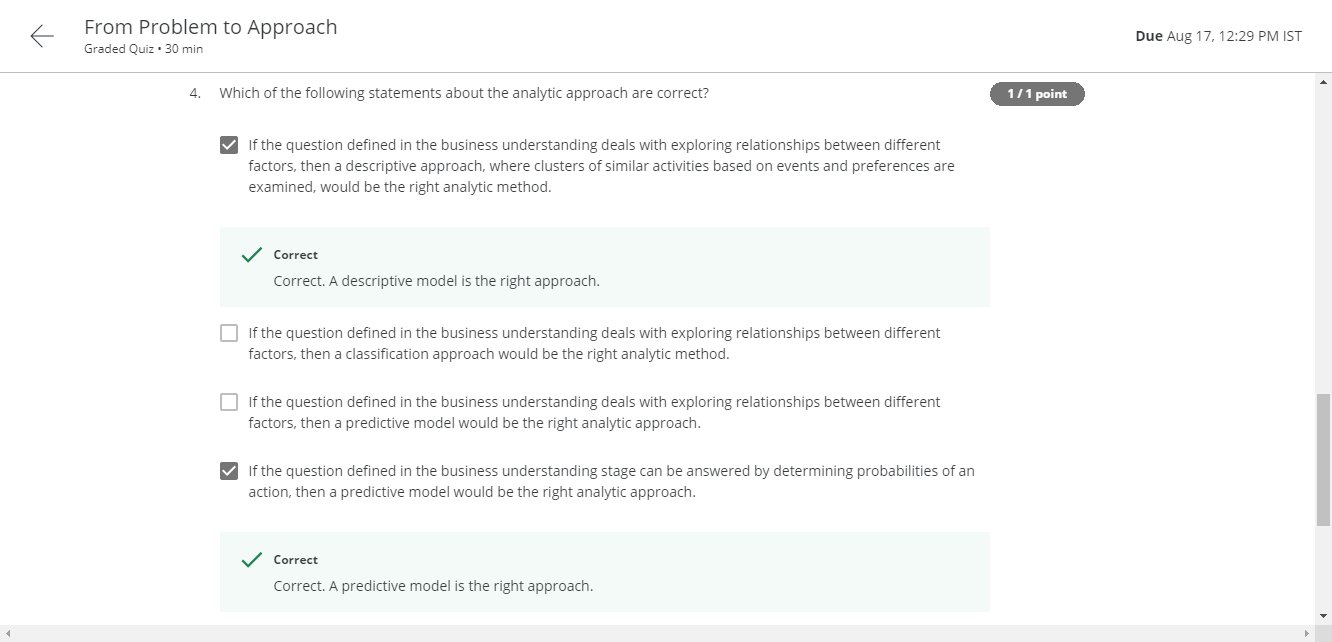 From Problem to Approach
Graded Quiz • 30 min
Due Aug 17, 12:29 PM IST
4. Which of the following statements about the analytic approach are correct?
1 / 1 point
If the question defined in the business understanding deals with exploring relationships between different
factors, then a descriptive approach, where clusters of similar activities based on events and preferences are
examined, would be the right analytic method.
Correct
Correct. A descriptive model is the right approach.
If the question defined in the business understanding deals with exploring relationships between different
factors, then a classification approach would be the right analytic method.
If the question defined in the business understanding deals with exploring relationships between different
factors, then a predictive model would be the right analytic approach.
If the question defined in the business understanding stage can be answered by determining probabilities of an
action, then a predictive model would be the right analytic approach.
Correct
Correct. A predictive model is the right approach.